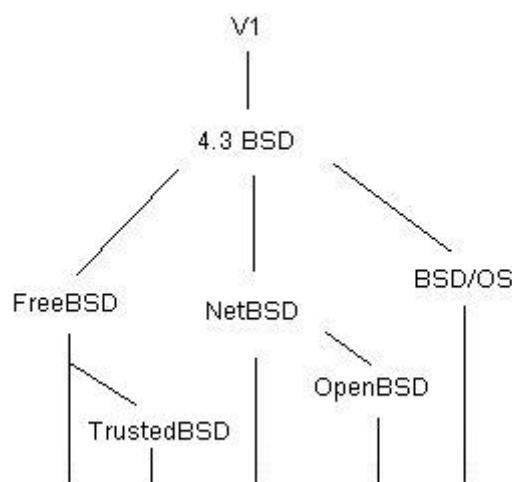 V1
4.3 BSD
FreeBSD
NetBSD
BSD/OS
OpenBSD
TrustedBSD